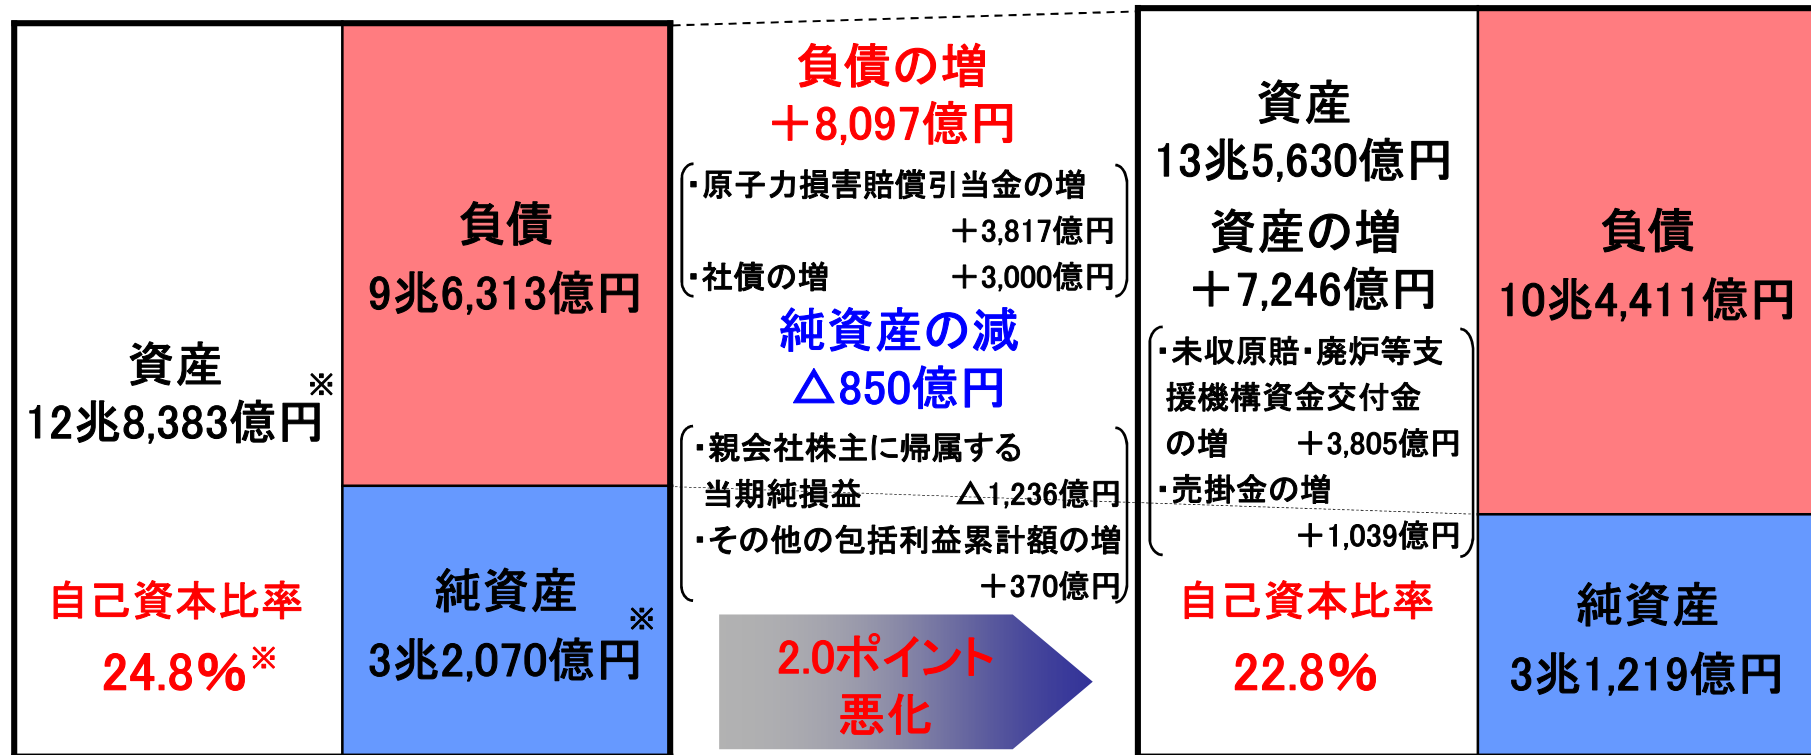 資産※
12兆8,383億円
自己資本比率
24.8%※
負債
9兆6,313億円
純資産※
3兆2,070億円
負債の増
＋8,097億円
・原子力損害賠償引当金の増
＋3,817億円
・社債の増 ＋3,000億円
純資産の減
△850億円
・親会社株主に帰属する
当期純損益 △1,236億円
・その他の包括利益累計額の増
＋370億円
2.0ポイント
悪化
資産
13兆5,630億円
資産の増
＋7,246億円
・未収原賠・廃炉等支
援機構資金交付金
の増 ＋3,805億円
・売掛金の増
＋1,039億円
自己資本比率
22.8%
負債
10兆4,411億円
純資産
3兆1,219億円